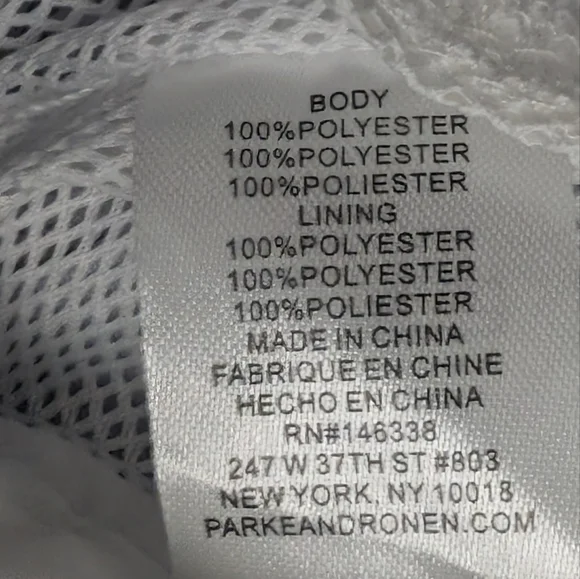 BODY
100%POLYESTER
100%POLYESTER
100%POLIESTER
LINING
100%POLYESTER
100%POLYESTER
100%POLIESTER
MADE IN CHINA
FABRIQUE EN CHINE
HECHO EN CHINA
RN#146338
247 W 37TH ST #803
NEW YORK. NY 10018
PARKEANDRONEN.COM